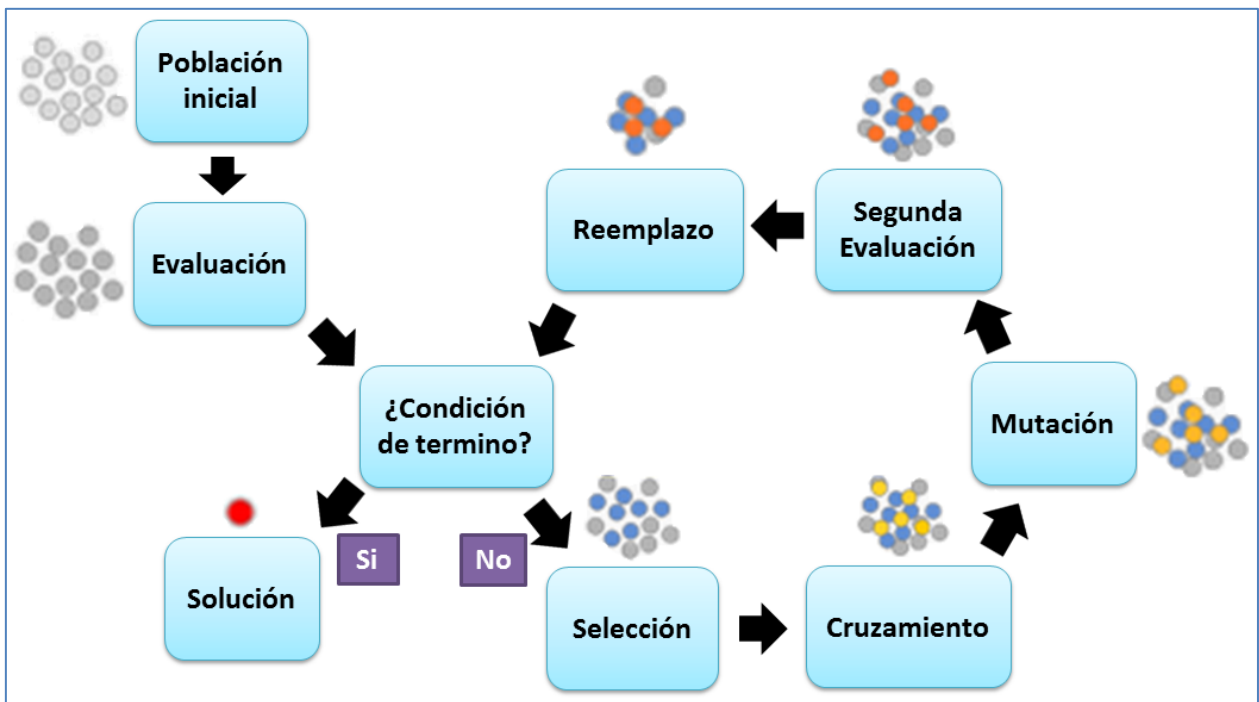 Población
inicial
Evaluación
¿Condición
de termino?
Si
No
Solución
Selección
Cruzamiento
Mutación
Segunda
Evaluación
Reemplazo